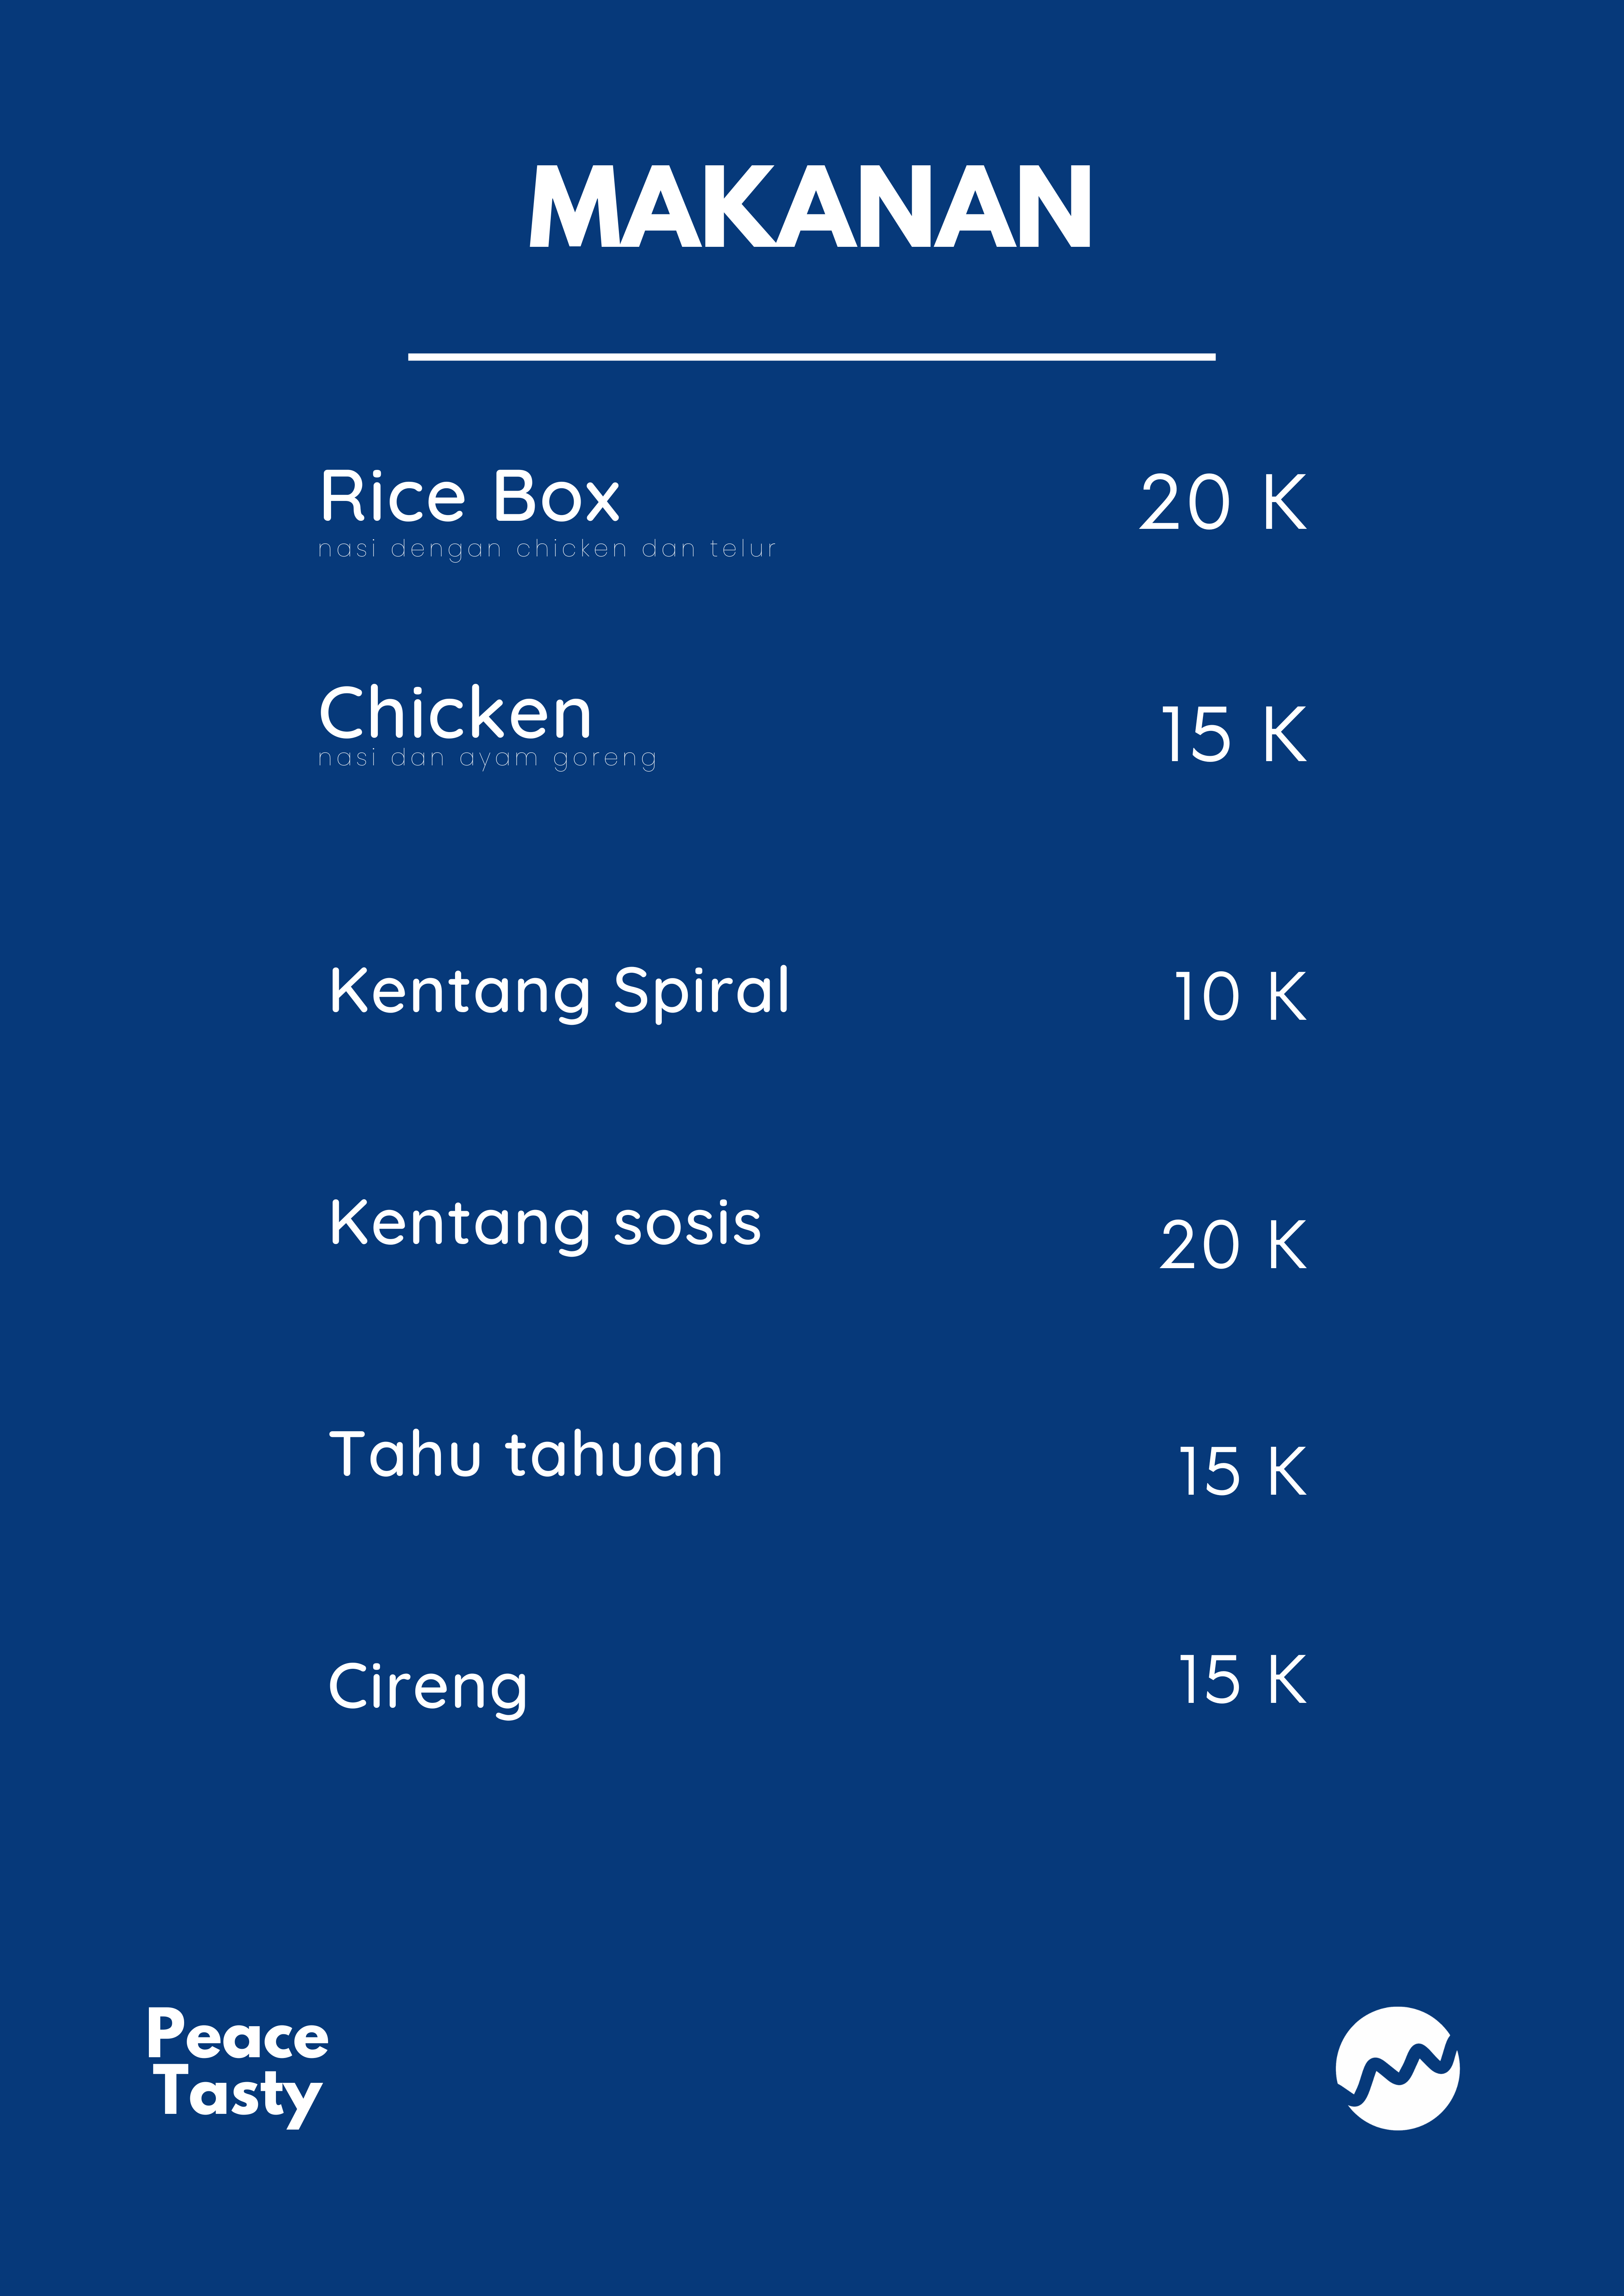 MAKANAN
Rice Box 20 K
nasi dengan chicken dan telur
Chicken 15 K
nasi dan ayam goreng
Kentang Spiral 10 K
Kentang sosis 20 K
Tahu tahuan 15 K
Cireng 15 K
Peace
Tasty